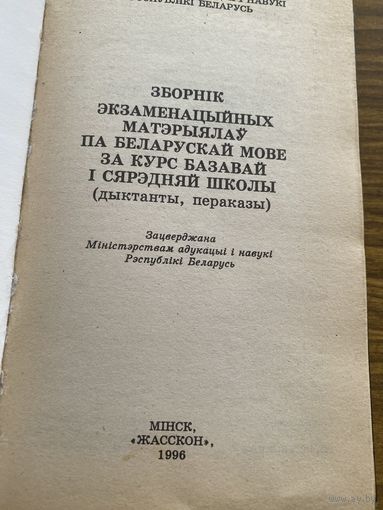 І НАВУКІ
РЭСПУБЛІКІ БЕЛАРУСЬ
ЗБОРНІК
ЭКЗАМЕНАЦЫЙНЫХ
МАТЭРЫЯЛАЎ
ПА БЕЛАРУСКАЙ МОВЕ
ЗА КУРС БАЗАВАЙ
І СЯРЭДНЯЙ ШКОЛЫ
(дыктанты, пераказы)
Зацверджана
Міністэрствам адукацыі і навукі
Рэспублікі Беларусь
МІНСК,
«ЖАССКОН»,
1996